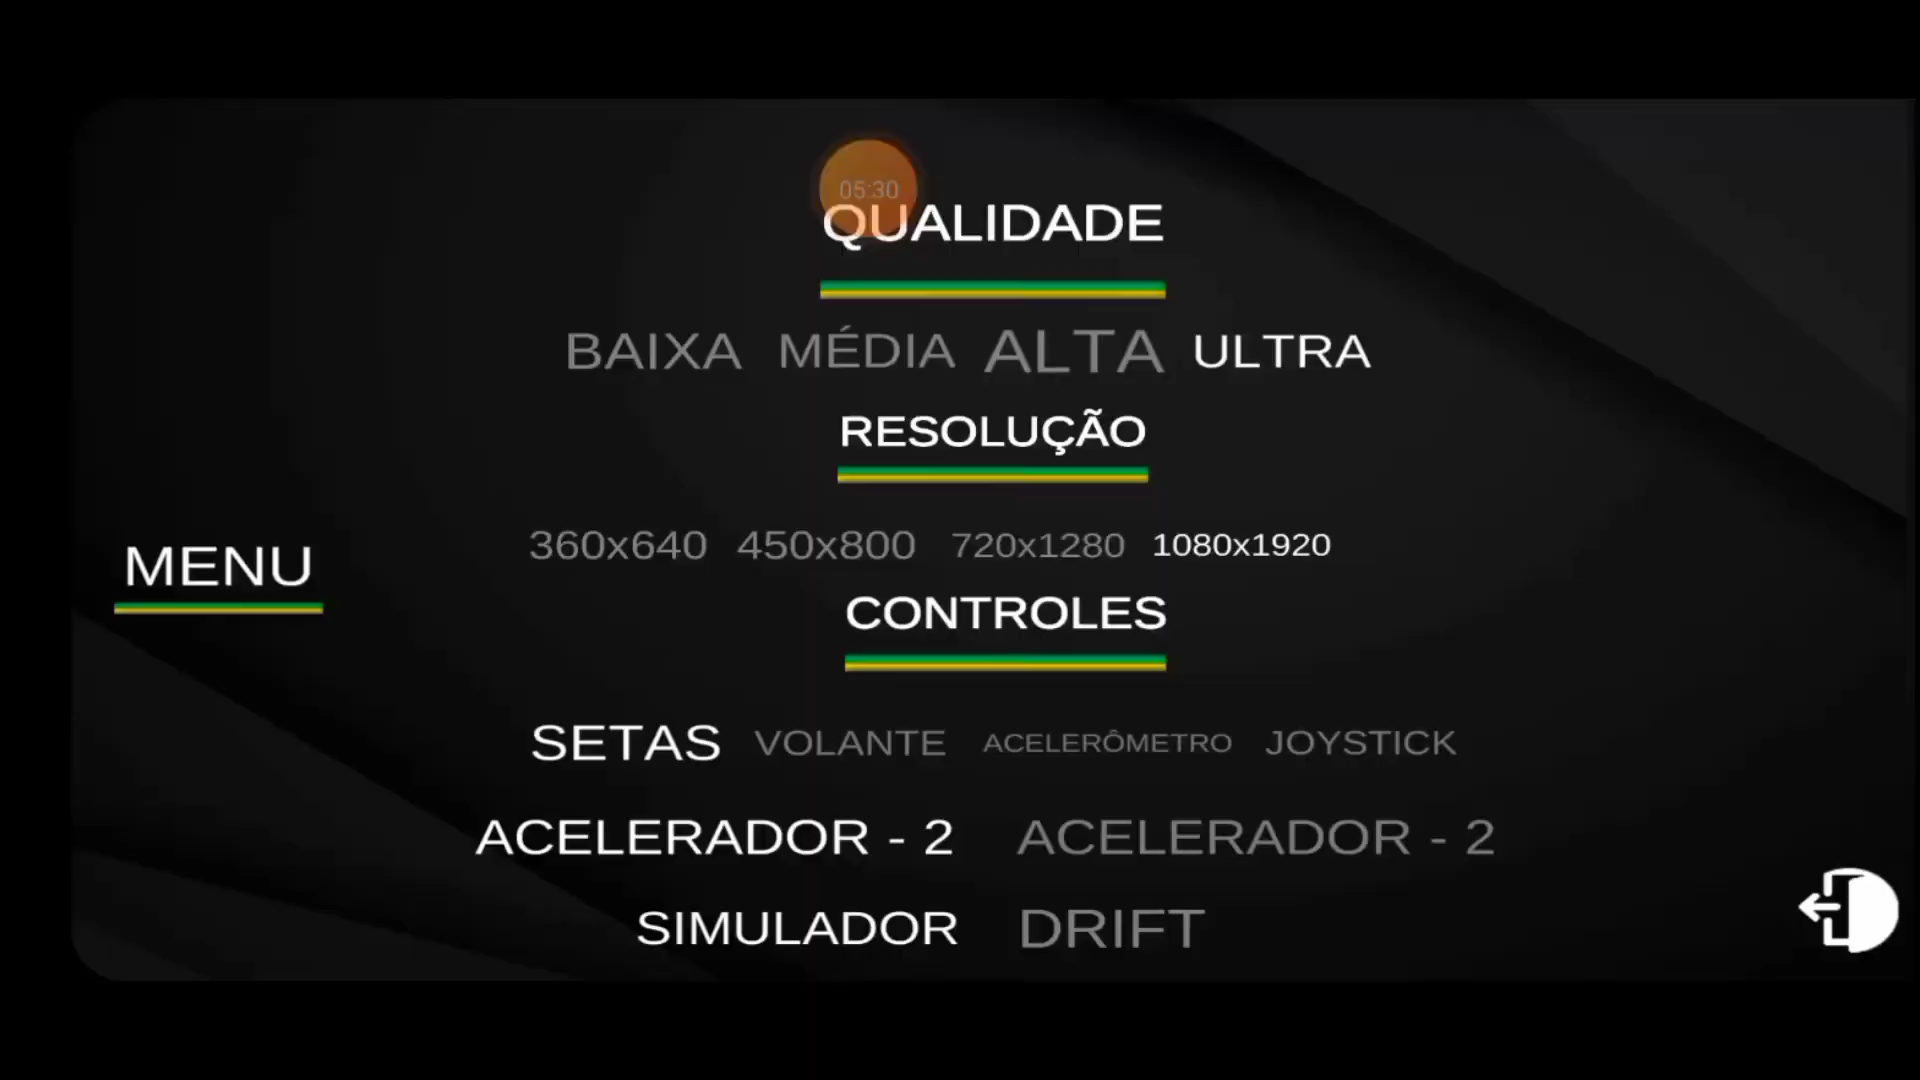 05:30
QUALIDADE
BAIXA MÉDIA ALTA ULTRA
RESOLUÇÃO
360x640 450x800 720x1280 1080x1920
MENU
CONTROLES
SETAS VOLANTE ACELERÔMETRO JOYSTICK
ACELERADOR - 2 ACELERADOR - 2
SIMULADOR DRIFT